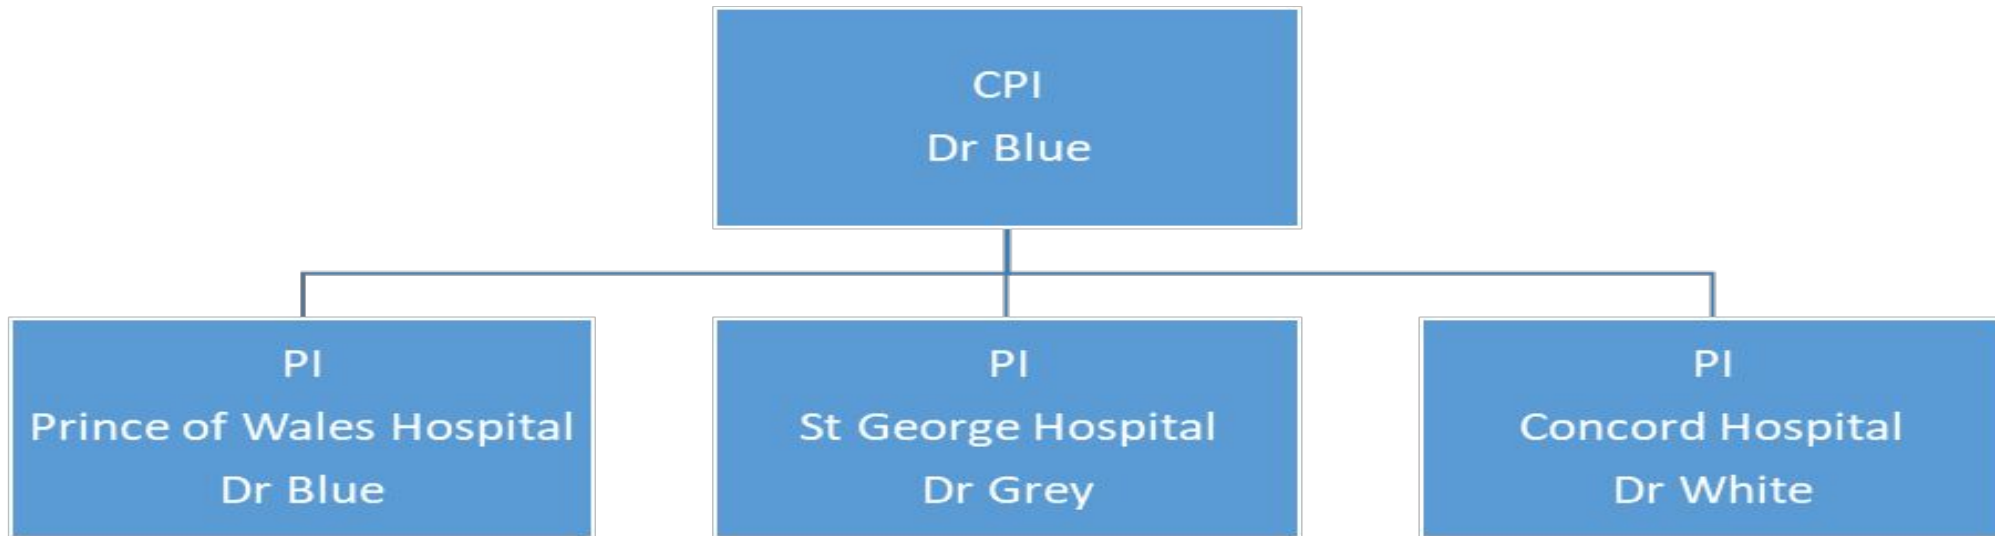 CPI
Dr Blue
PI
Prince of Wales Hospital
Dr Blue
PI
St George Hospital
Dr Grey
PI
Concord Hospital
Dr White